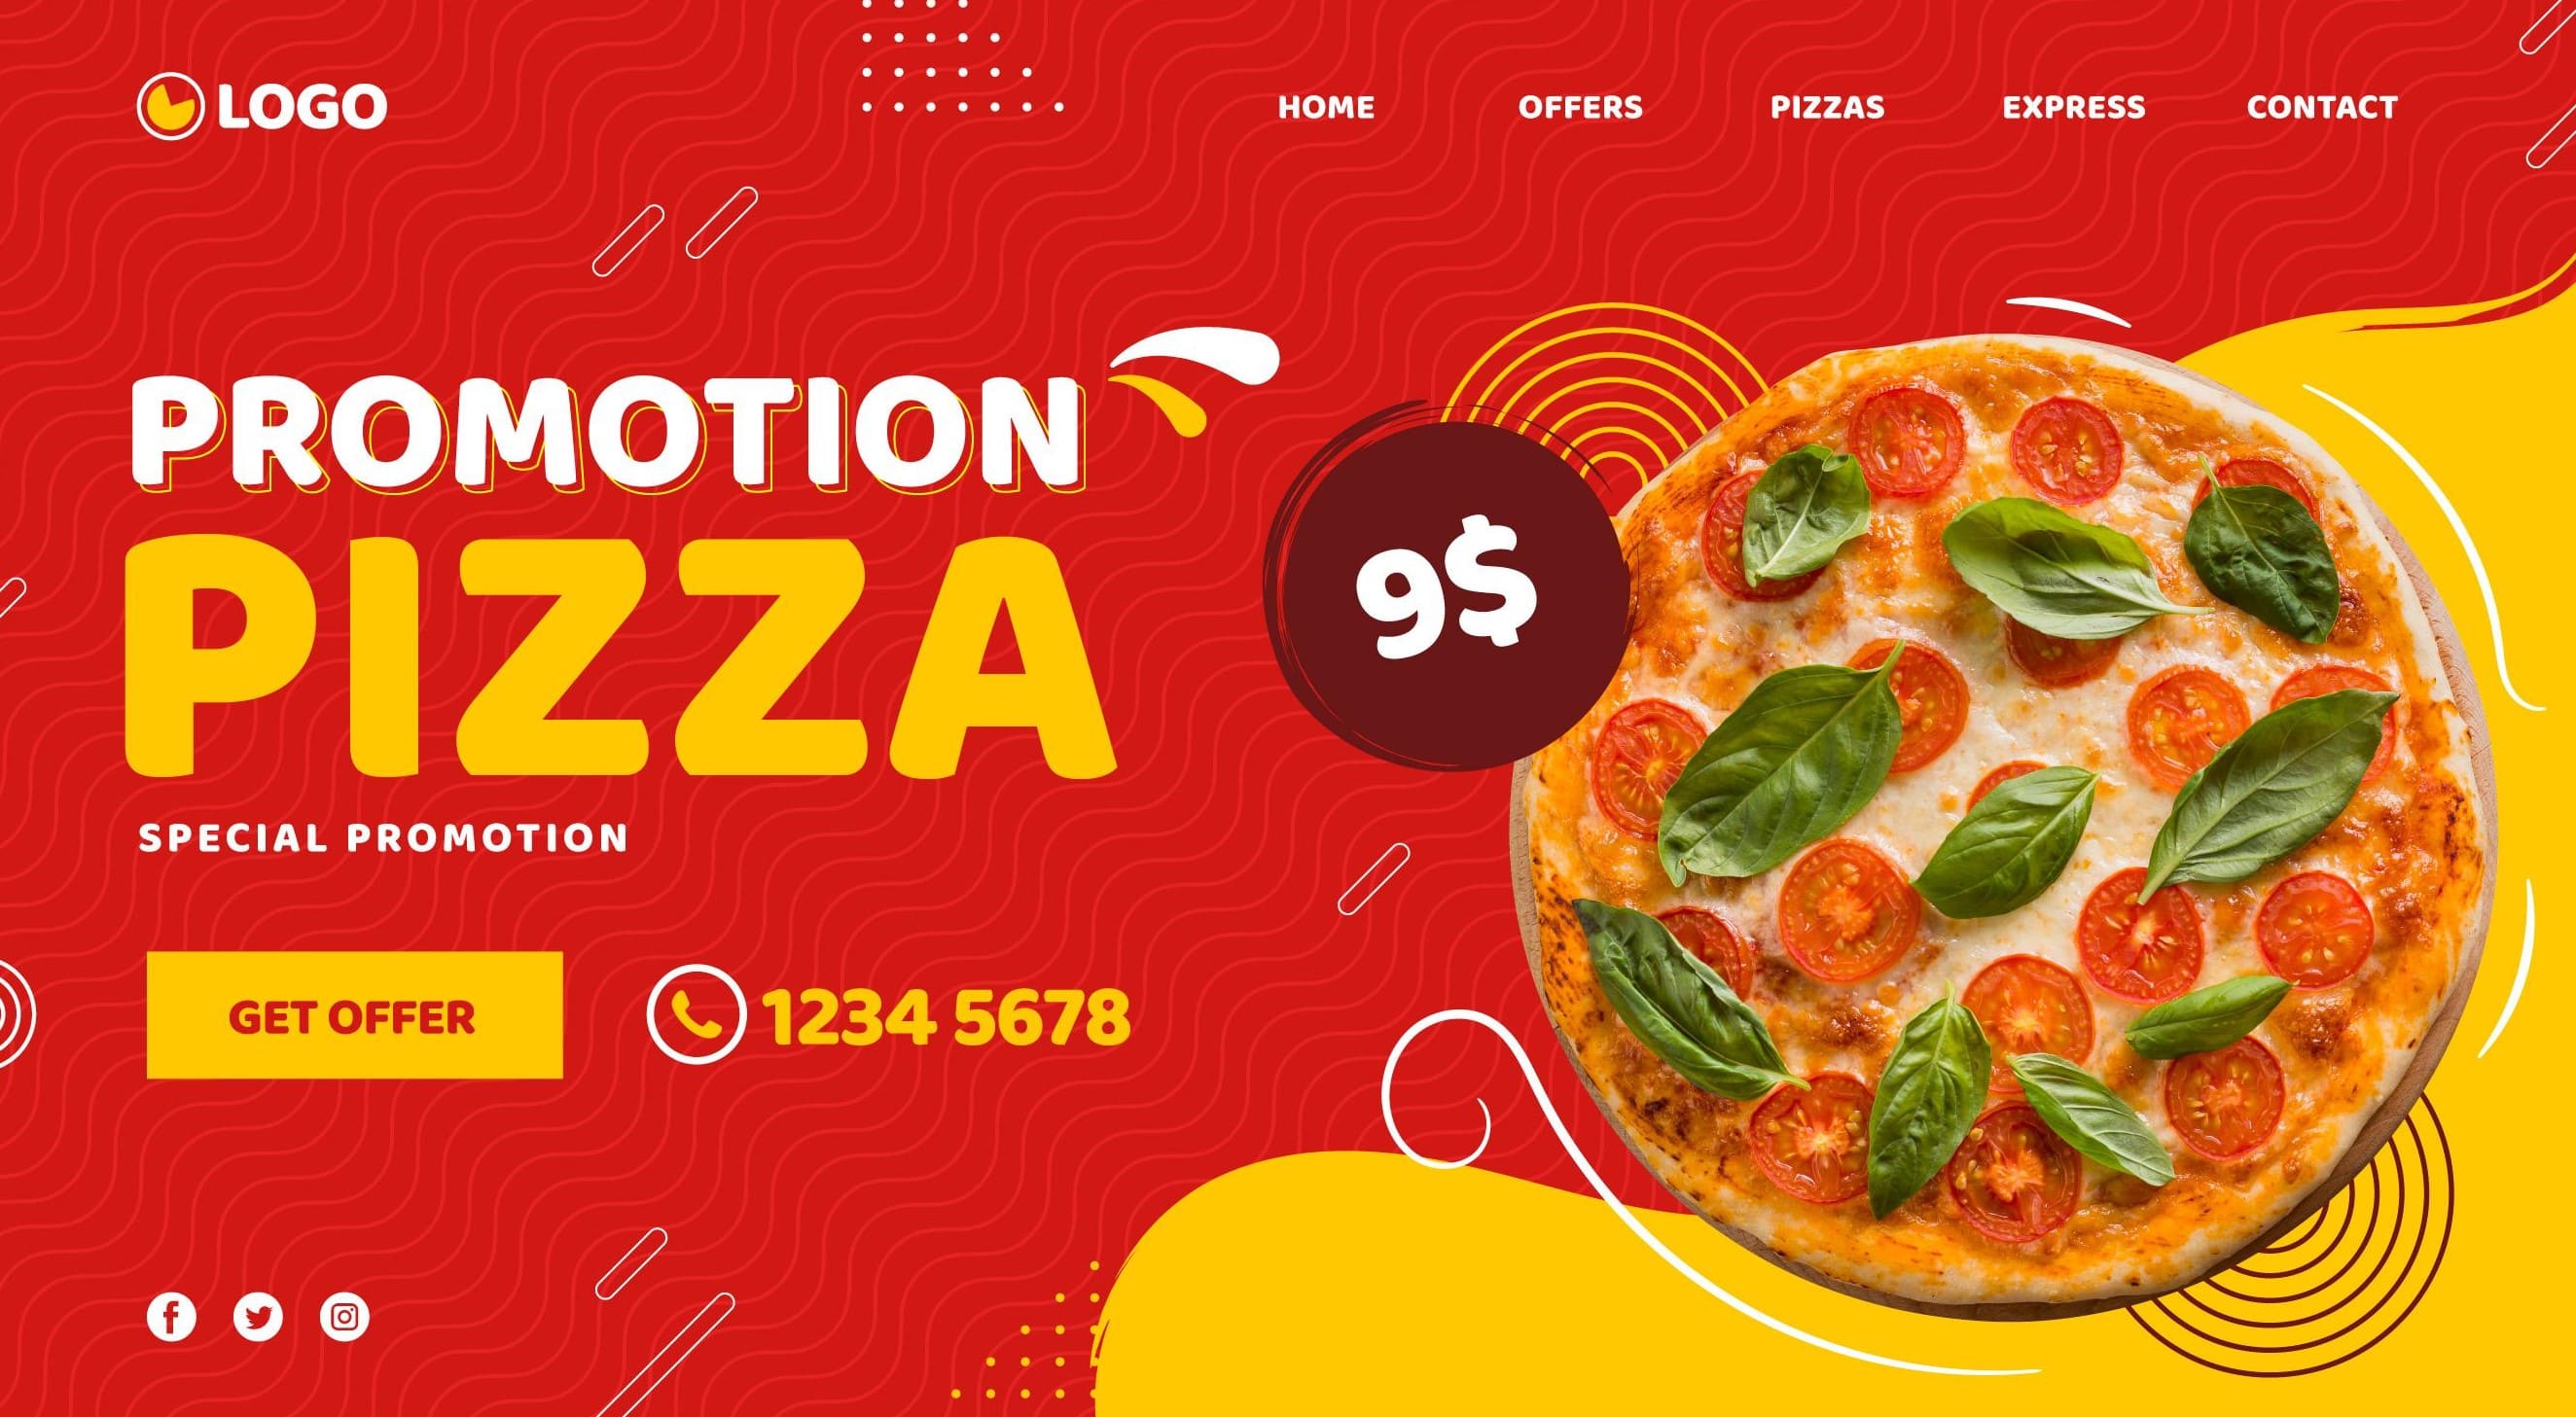 LOGO
HOME OFFERS PIZZAS EXPRESS CONTACT
PROMOTION
PIZZA
9$
SPECIAL PROMOTION
GET OFFER
1234 5678